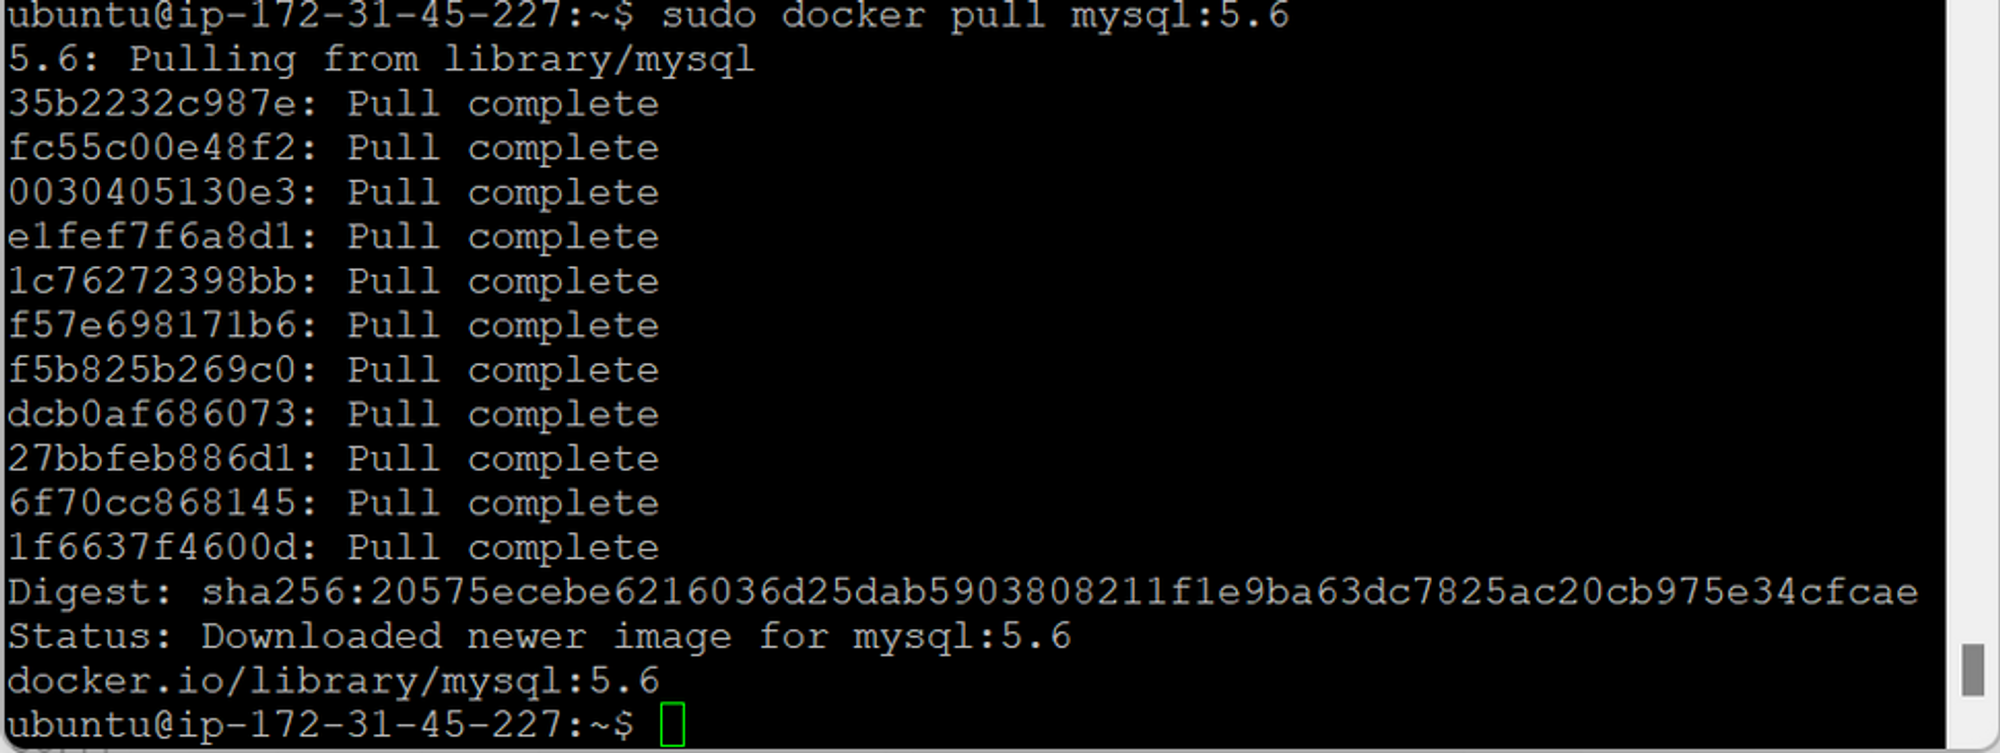 ubuntu@ip-172-31-45-227:~$ sudo docker pull mysql:5.6
5.6: Pulling from library/mysql
35b2232c987e: Pull complete
fc55c00e48f2: Pull complete
0030405130e3: Pull complete
e1fef7f6a8d1: Pull complete
1c76272398bb: Pull complete
f57e698171b6: Pull complete
f5b825b269c0: Pull complete
dcb0af686073: Pull complete
27bbfeb886d1: Pull complete
6f70cc868145: Pull complete
1f6637f4600d: Pull complete
Digest: sha256:20575ecebe6216036d25dab5903808211f1e9ba63dc7825ac20cb975e34cfcae
Status: Downloaded newer image for mysql:5.6
docker.io/library/mysql:5.6
ubuntu@ip-172-31-45-227:~$